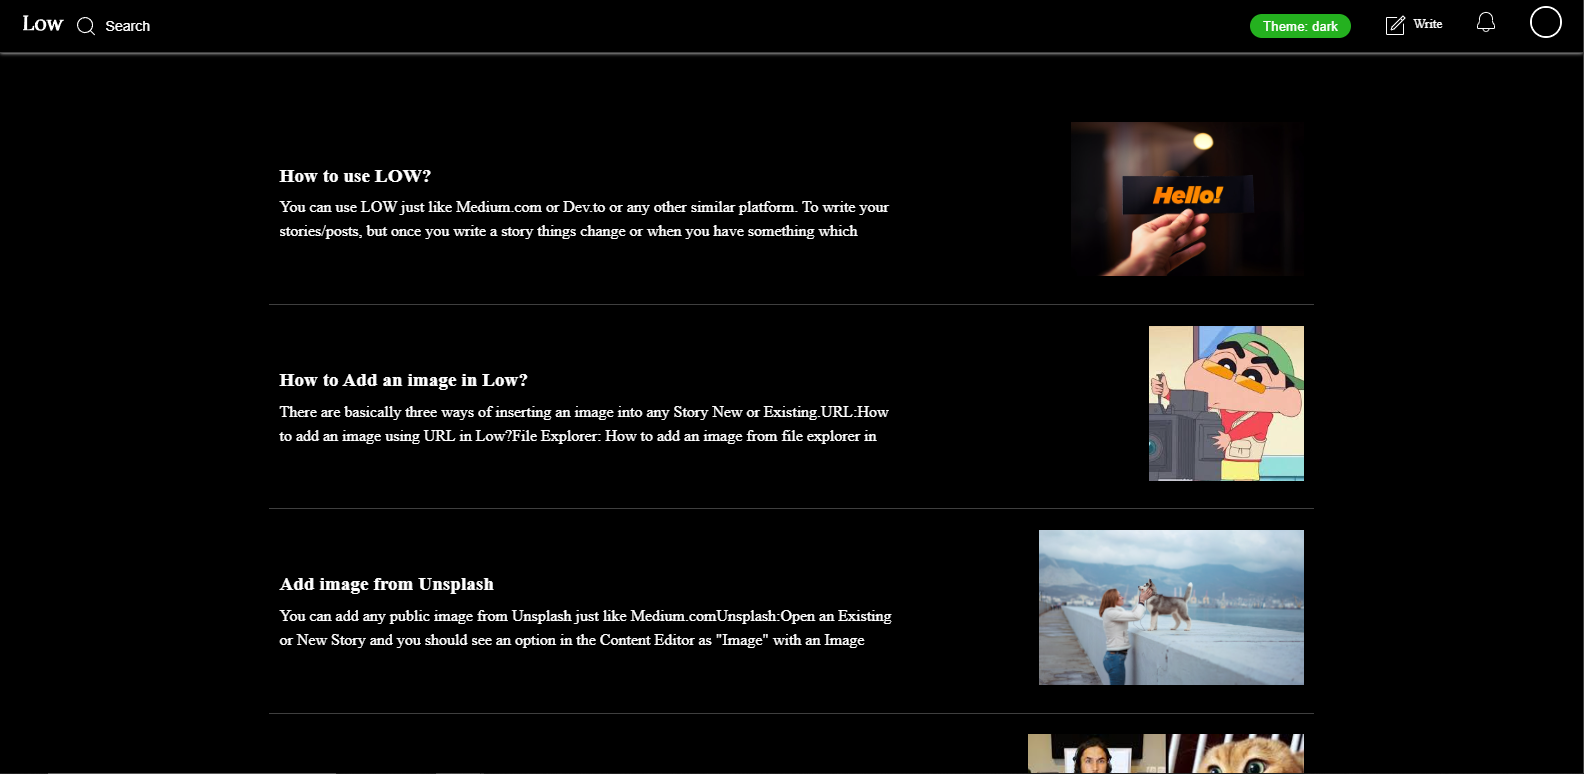 Low
Search
Theme: dark
Write
How to use LOW?
You can use LOW just like Medium.com or Dev.to or any other similar platform. To write your
stories/posts, but once you write a story things change or when you have something which
Hello!
How to Add an image in Low?
There are basically three ways of inserting an image into any Story New or Existing.URL:How
to add an image using URL in Low?File Explorer: How to add an image from file explorer in
Add image from Unsplash
You can add any public image from Unsplash just like Medium.comUnsplash:Open an Existing
or New Story and you should see an option in the Content Editor as "Image" with an Image